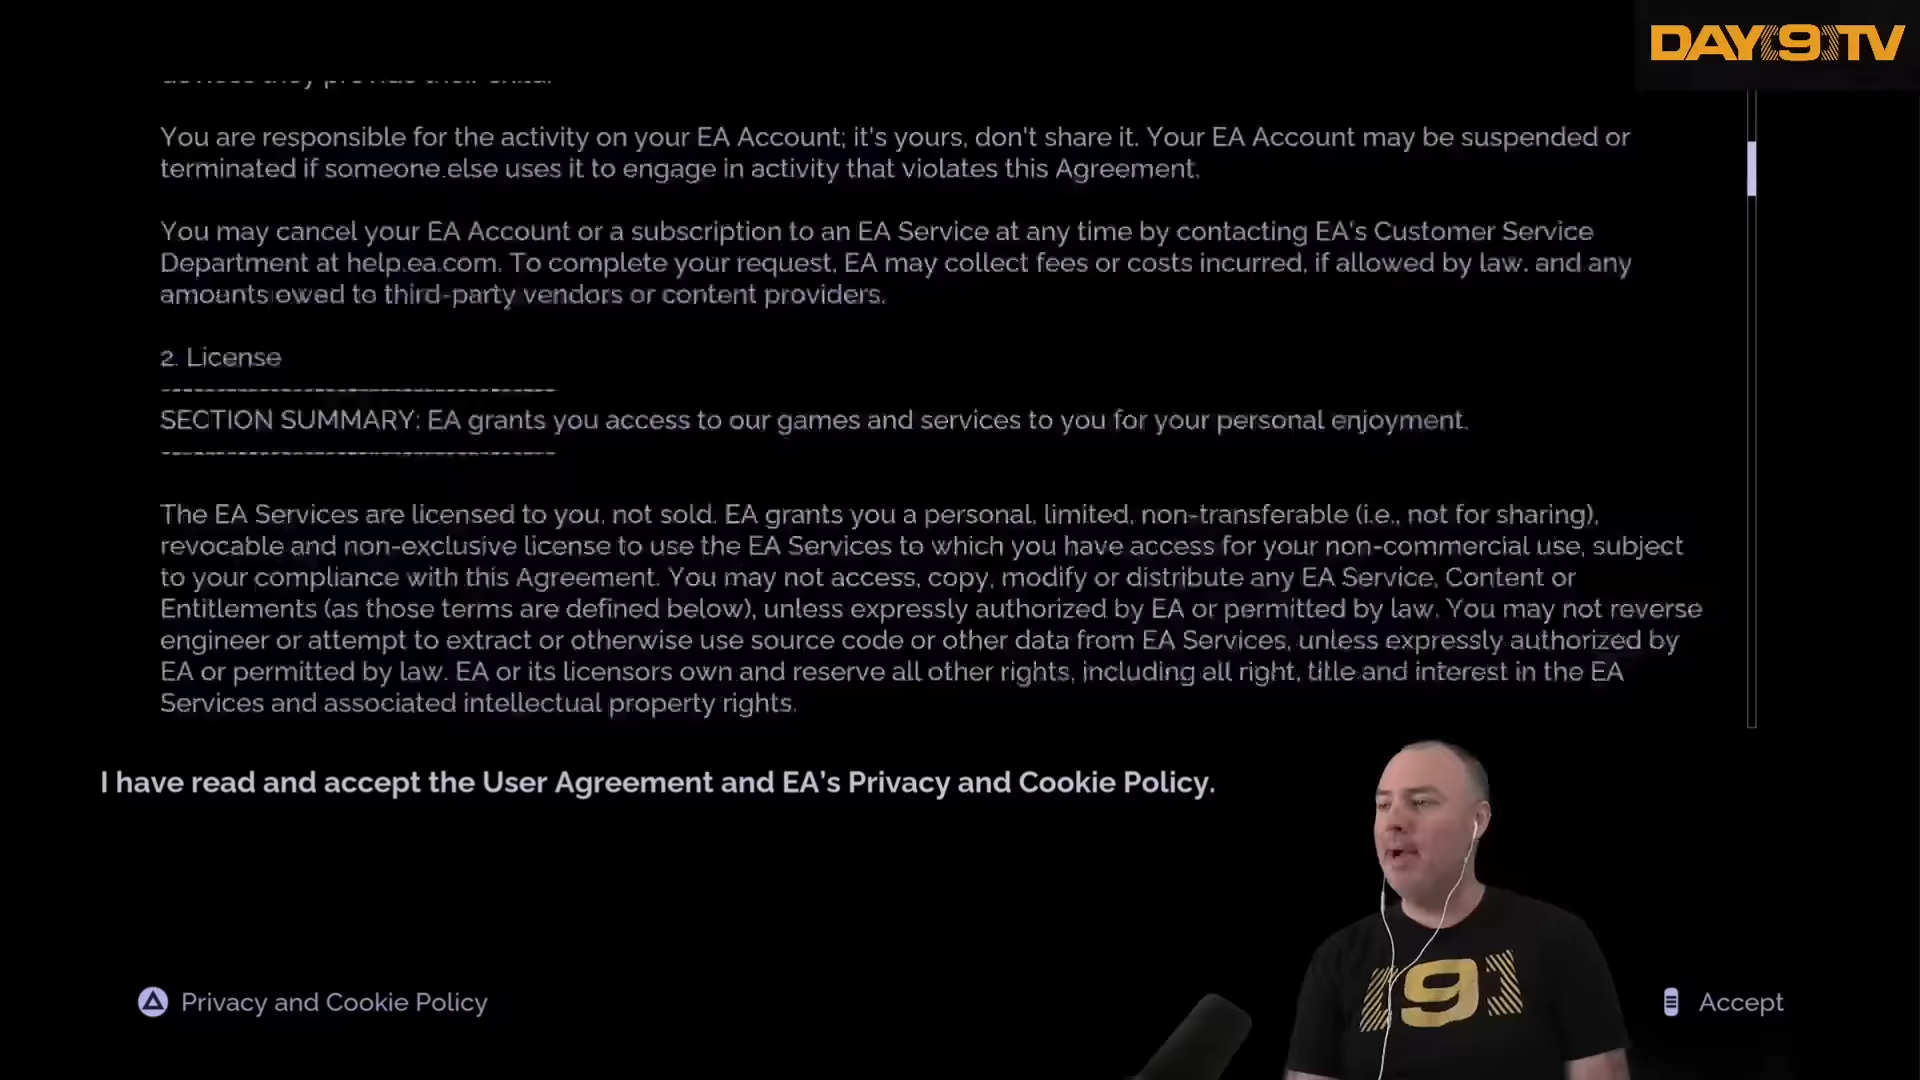 DAY[9]TV
You are responsible for the activity on your EA Account; it's yours, don't share it. Your EA Account may be suspended or
terminated if someone else uses it to engage in activity that violates this Agreement.
You may cancel your EA Account or a subscription to an EA Service at any time by contacting EA's Customer Service
Department at help.ea.com. To complete your request, EA may collect fees or costs incurred, if allowed by law, and any
amounts owed to third-party vendors or content providers.
2. License
SECTION SUMMARY: EA grants you access to our games and services to you for your personal enjoyment.
The EA Services are licensed to you, not sold. EA grants you a personal, limited, non-transferable (i.e., not for sharing),
revocable and non-exclusive license to use the EA Services to which you have access for your non-commercial use, subject
to your compliance with this Agreement. You may not access, copy, modify or distribute any EA Service, Content or
Entitlements (as those terms are defined below), unless expressly authorized by EA or permitted by law. You may not reverse
engineer or attempt to extract or otherwise use source code or other data from EA Services, unless expressly authorized by
EA or permitted by law. EA or its licensors own and reserve all other rights, including all right, title and interest in the EA
Services and associated intellectual property rights.
I have read and accept the User Agreement and EA's Privacy and Cookie Policy.
[9]
Privacy and Cookie Policy
Accept